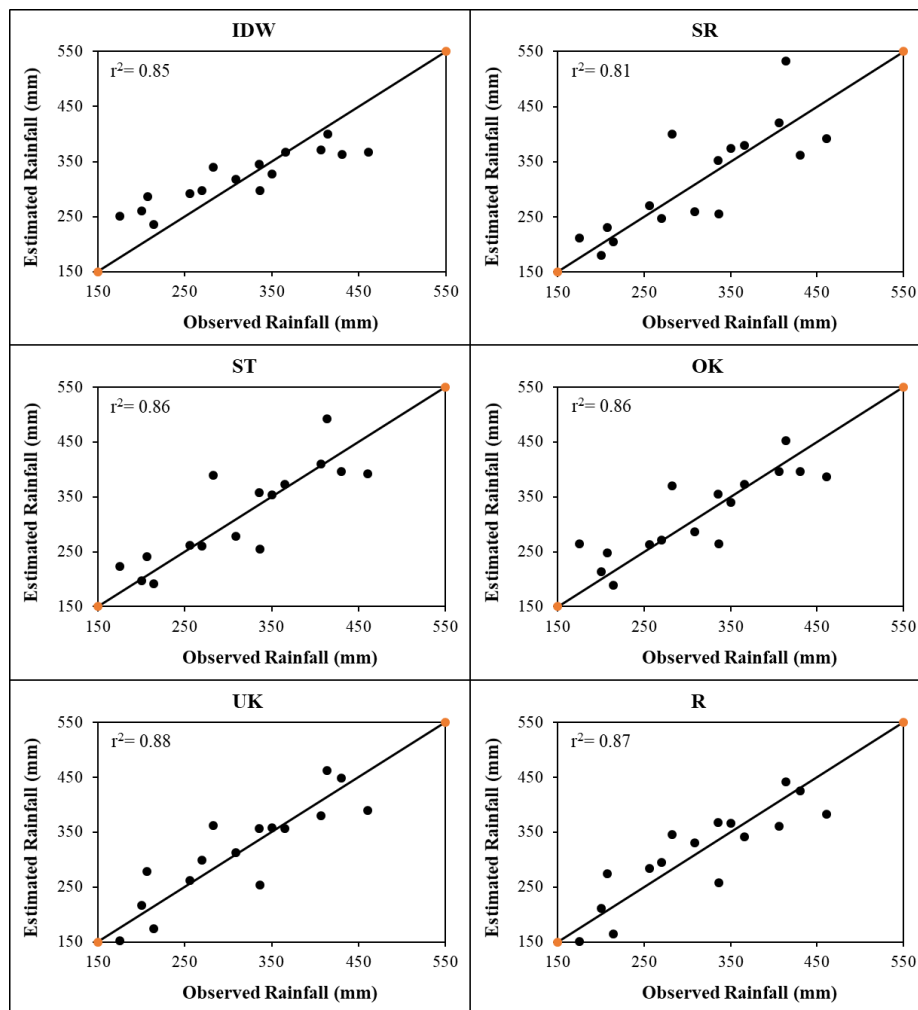 IDW
r²= 0.85
550
450
350
250
150
Estimated Rainfall (mm)
150 250 350 450 550
Observed Rainfall (mm)
SR
r²= 0.81
550
450
350
250
150
Estimated Rainfall (mm)
150 250 350 450 550
Observed Rainfall (mm)
ST
r²= 0.86
550
450
350
250
150
Estimated Rainfall (mm)
150 250 350 450 550
Observed Rainfall (mm)
OK
r²= 0.86
550
450
350
250
150
Estimated Rainfall (mm)
150 250 350 450 550
Observed Rainfall (mm)
UK
r²= 0.88
550
450
350
250
150
Estimated Rainfall (mm)
150 250 350 450 550
Observed Rainfall (mm)
R
r²= 0.87
550
450
350
250
150
Estimated Rainfall (mm)
150 250 350 450 550
Observed Rainfall (mm)